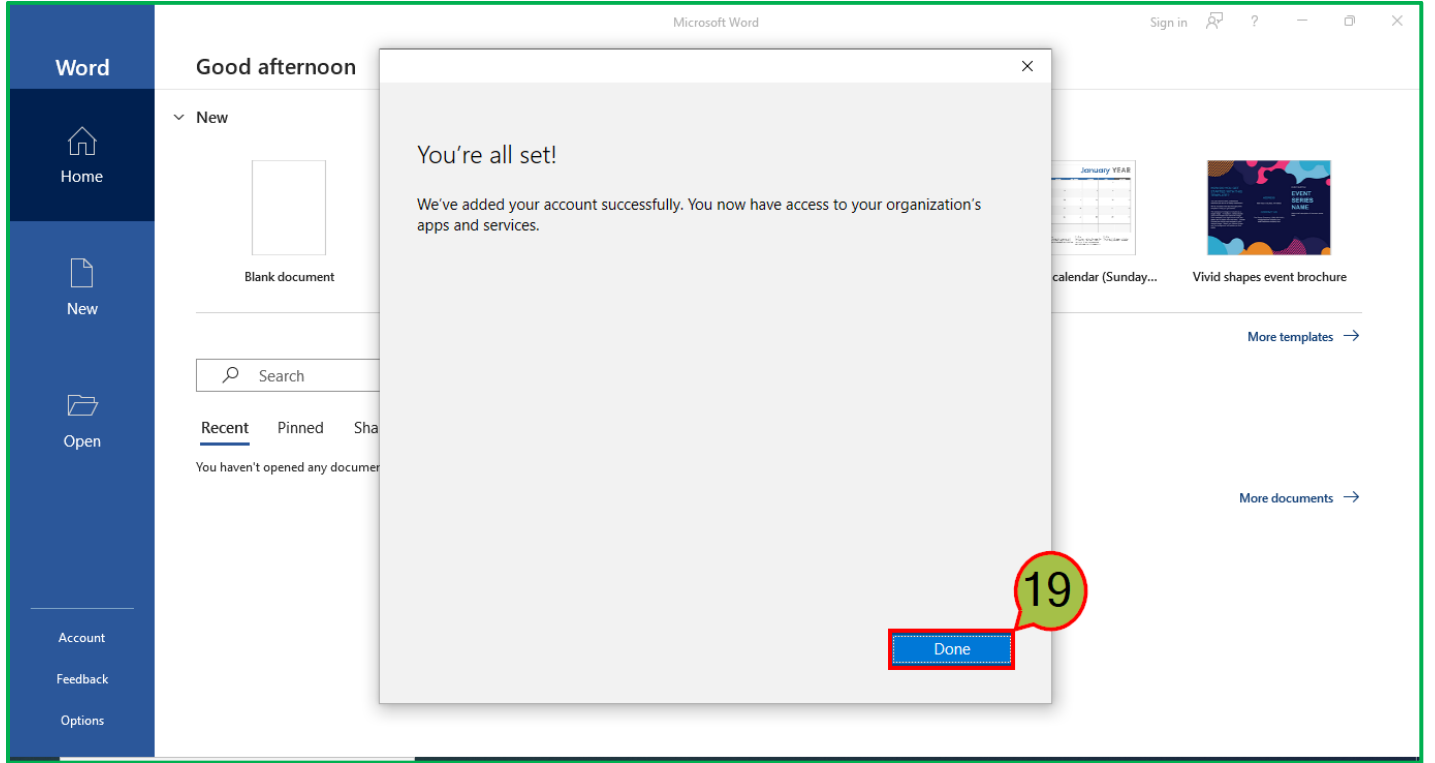 Microsoft Word
Sign in
?
Word
Good afternoon
New
Home
You're all set!
We've added your account successfully. You now have access to your organization's
apps and services.
January YEAR
EVENT
SERIES
NAME
Blank document
calendar (Sunday...
Vivid shapes event brochure
New
More templates
Search
Recent Pinned Sha
Open
You haven't opened any documen
More documents
19
Done
Account
Feedback
Options